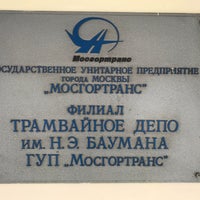 Мосгортранс
ГОСУДАРСТВЕННОЕ УНИТАРНОЕ ПРЕДПРИЯТИЕ
ГОРОДА МОСКВЫ
„МОСГОРТРАНС"
ФИЛИАЛ
ТРАМВАЙНОЕ ДЕПО
ИМ. Н.Э. БАУМАНА
ГУП „МОСГОРТРАНС"